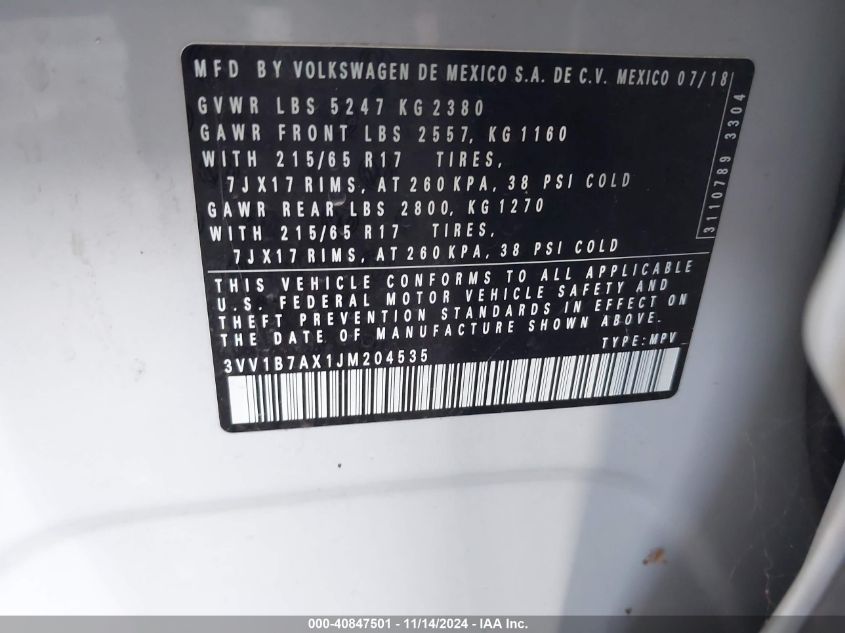 MFD BY VOLKSWAGEN DE MEXICO S.A. DE C.V. MEXICO 07/18
GVWR LBS 5247 KG 2380
GAWR FRONT LBS 2557, KG 1160
WITH 215/65 R17 TIRES,
7JX17 RIMS, AT 260 KPA, 38 PSI COLD
GAWR REAR LBS 2800, KG 1270
WITH 215/65 R17 TIRES,
7JX17 RIMS, AT 260 KPA, 38 PSI COLD
3110789 3304
THIS VEHICLE CONFORMS TO ALL APPLICABLE
U.S. FEDERAL MOTOR VEHICLE SAFETY AND
THEFT PREVENTION STANDARDS IN EFFECT ON
THE DATE OF MANUFACTURE SHOWN ABOVE.
TYPE: MPV
3VV1B7AX1JM204535
000-40847501 - 11/14/2024 - IAA Inc.